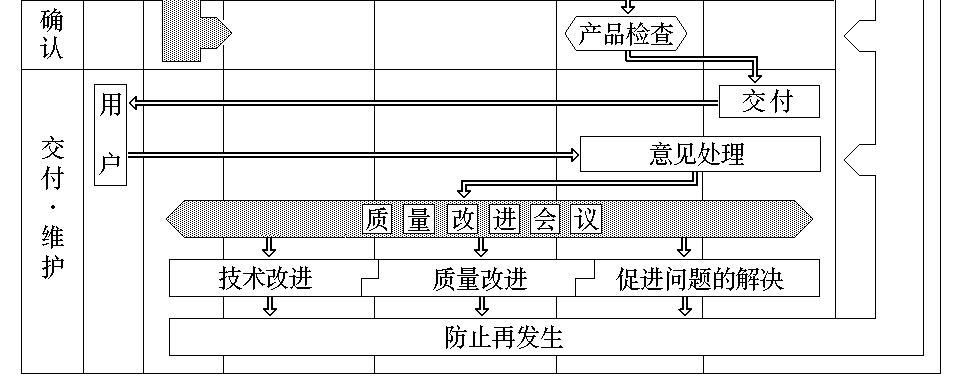 确认
产品检查
交付·维护
用户
交付
意见处理
质量改进会议
技术改进
质量改进
促进问题的解决
防止再发生